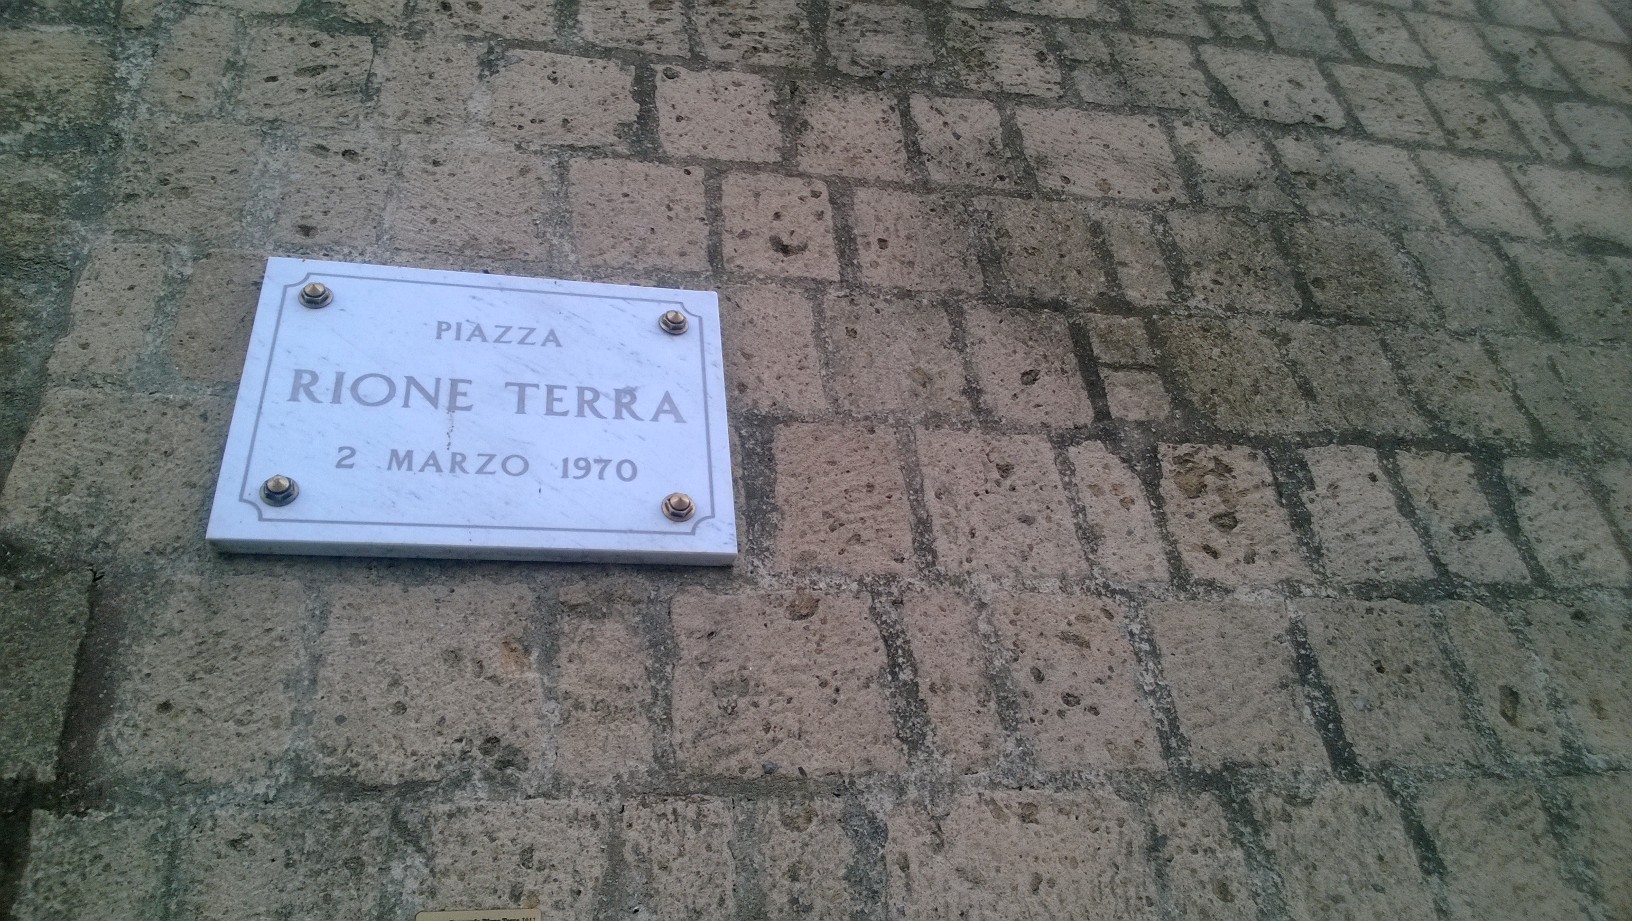 PIAZZA
RIONE TERRA
2 MARZO 1970